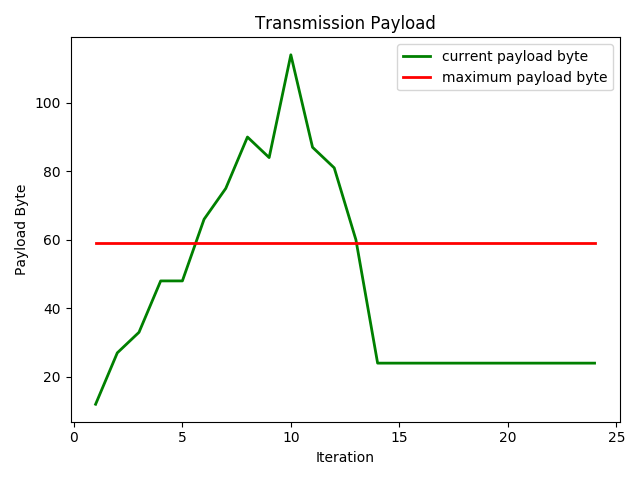 Transmission Payload
current payload byte
maximum payload byte
100
80
60
40
20
Payload Byte
0 5 10 15 20 25
Iteration